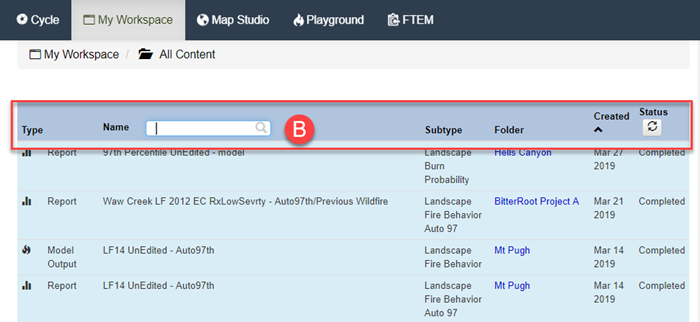 Cycle My Workspace Map Studio Playground FTEM
My Workspace / All Content
Type Name B Subtype Folder Created Status
Report 97th Percentile UnEdited - model Landscape Burn Probability Hells Canyon Mar 27 2019 Completed
Report Waw Creek LF 2012 EC RxLowSevrty - Auto97th/Previous Wildfire Landscape Fire Behavior Auto 97 BitterRoot Project A Mar 21 2019 Completed
Model Output LF14 UnEdited - Auto97th Landscape Fire Behavior Mt Pugh Mar 14 2019 Completed
Report LF14 UnEdited - Auto97th Landscape Fire Behavior Auto 97 Mt Pugh Mar 14 2019 Completed